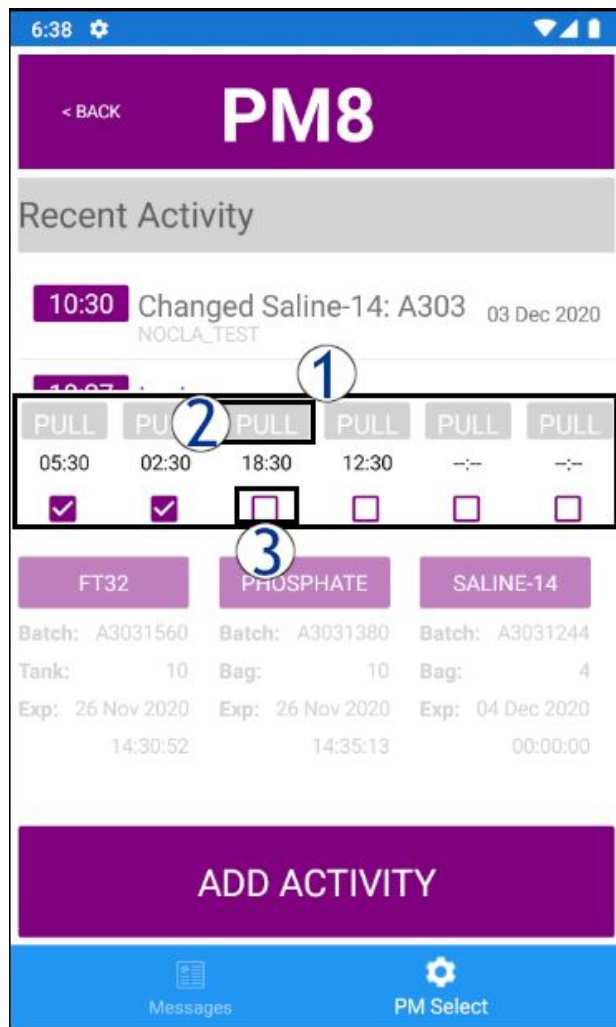 6:38
< BACK PM8
Recent Activity
10:30 Changed Saline-14: A303 03 Dec 2020
NOCLA_TEST
1
PULL 2 PULL PULL PULL PULL
05:30 02:30 18:30 12:30 --:-- --:--
3
FT32 PHOSPHATE SALINE-14
Batch: A3031560 Batch: A3031380 Batch: A3031244
Tank: 10 Bag: 10 Bag: 4
Exp: 26 Nov 2020 Exp: 26 Nov 2020 Exp: 04 Dec 2020
14:30:52 14:35:13 00:00:00
ADD ACTIVITY
Messages PM Select